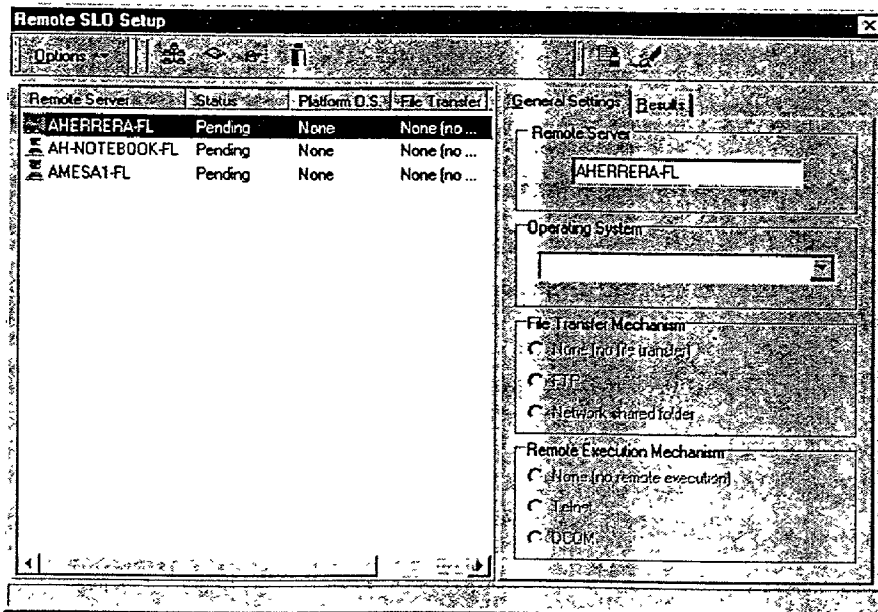 Remote SLO Setup
Options
Remote Server Status Platform O.S. File Transfer
AHERRERA-FL Pending None None (no ...
AH-NOTEBOOK-FL Pending None None (no ...
AMESA1-FL Pending None None (no ...
General Settings Results
Remote Server
AHERRERA-FL
Operating System
File Transfer Mechanism
None (no file transfer)
FTP
Network shared folder
Remote Execution Mechanism
None (no remote execution)
Telnet
DCOM